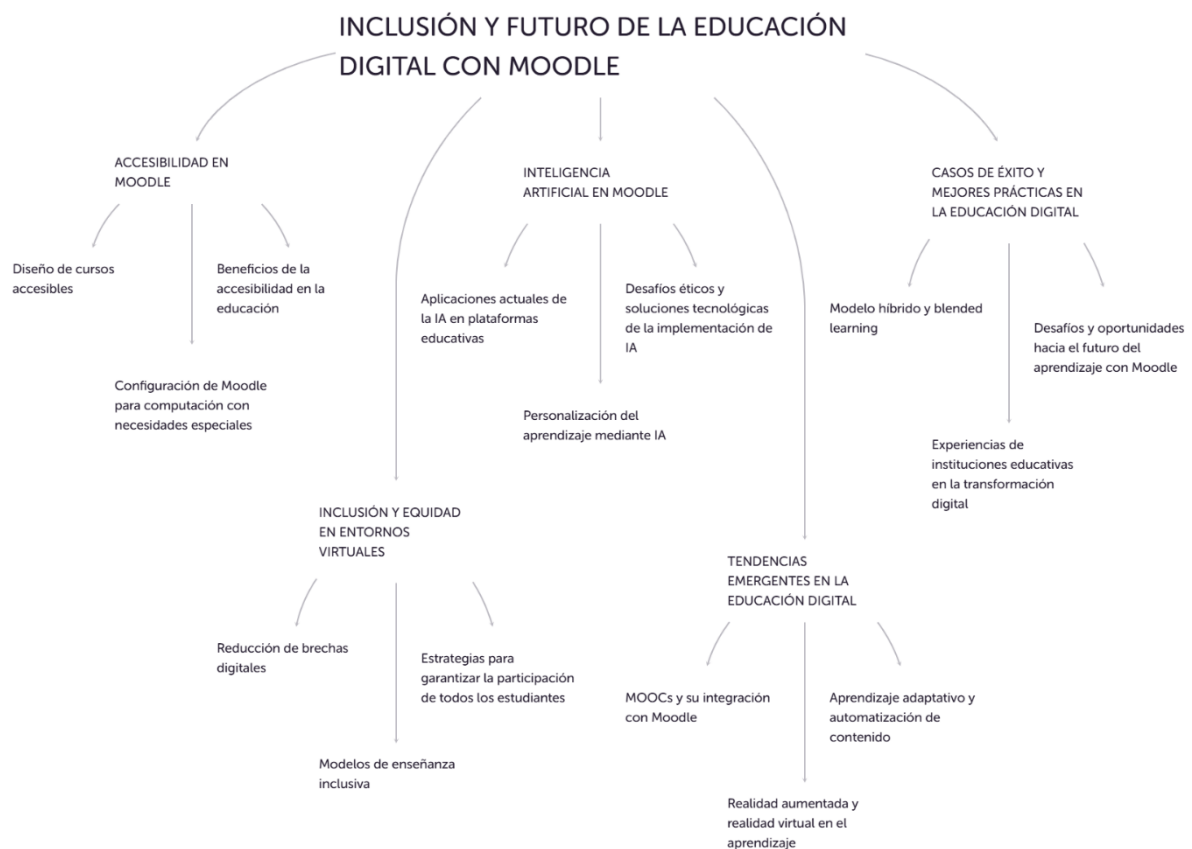 INCLUSIÓN Y FUTURO DE LA EDUCACIÓN
DIGITAL CON MOODLE
ACCESIBILIDAD EN
MOODLE
Diseño de cursos
accesibles
Configuración de Moodle
para computación con
necesidades especiales
Beneficios de la
accesibilidad en la
educación
INCLUSIÓN Y EQUIDAD
EN ENTORNOS
VIRTUALES
Reducción de brechas
digitales
Modelos de enseñanza
inclusiva
Estrategias para
garantizar la participación
de todos los estudiantes
INTELIGENCIA
ARTIFICIAL EN MOODLE
Aplicaciones actuales de
la IA en plataformas
educativas
Personalización del
aprendizaje mediante IA
Desafíos éticos y
soluciones tecnológicas
de la implementación de
IA
TENDENCIAS
EMERGENTES EN LA
EDUCACIÓN DIGITAL
MOOCs y su integración
con Moodle
Realidad aumentada y
realidad virtual en el
aprendizaje
Aprendizaje adaptativo y
automatización de
contenido
CASOS DE ÉXITO Y
MEJORES PRÁCTICAS EN
LA EDUCACIÓN DIGITAL
Modelo híbrido y blended
learning
Experiencias de
instituciones educativas
en la transformación
digital
Desafíos y oportunidades
hacia el futuro del
aprendizaje con Moodle